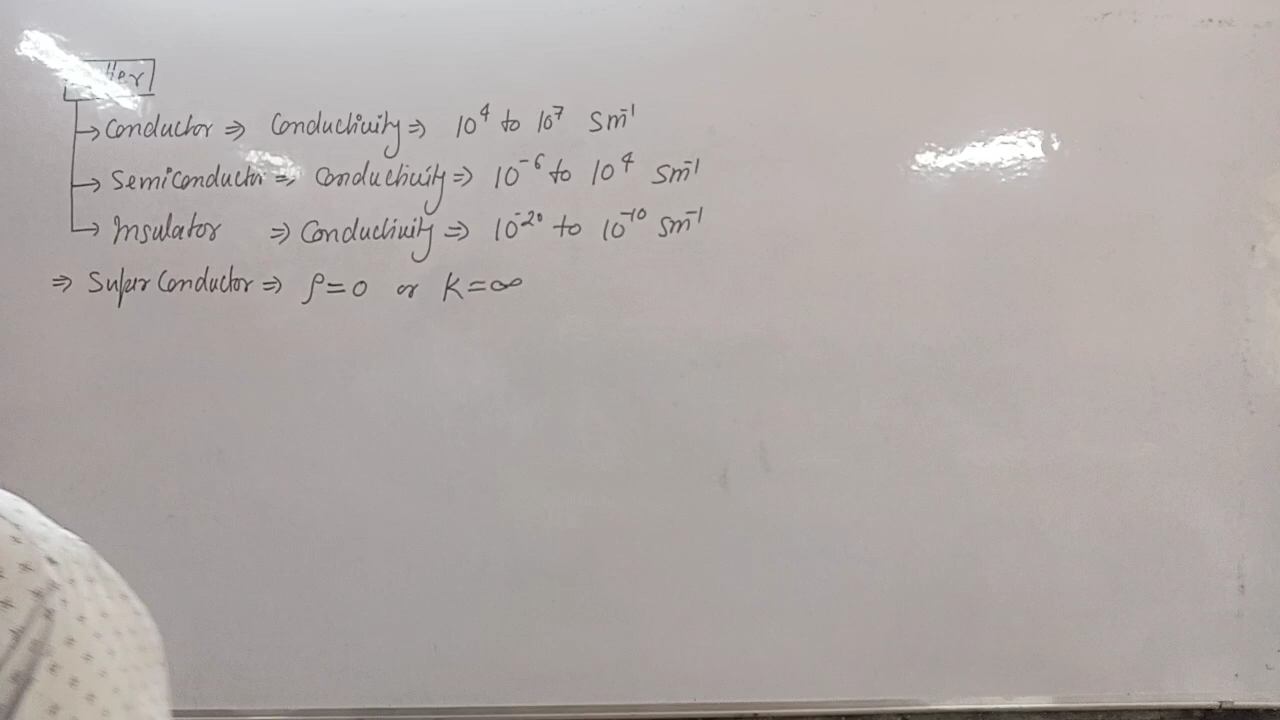 Conductor ⇒ Conductivity ⇒ 10⁴ to 10⁷ Sm⁻¹
Semiconductor ⇒ Conductivity ⇒ 10⁻⁶ to 10⁴ Sm⁻¹
Insulator ⇒ Conductivity ⇒ 10⁻²⁰ to 10⁻¹⁰ Sm⁻¹
⇒ Super Conductor ⇒ ρ=0 or K=∞